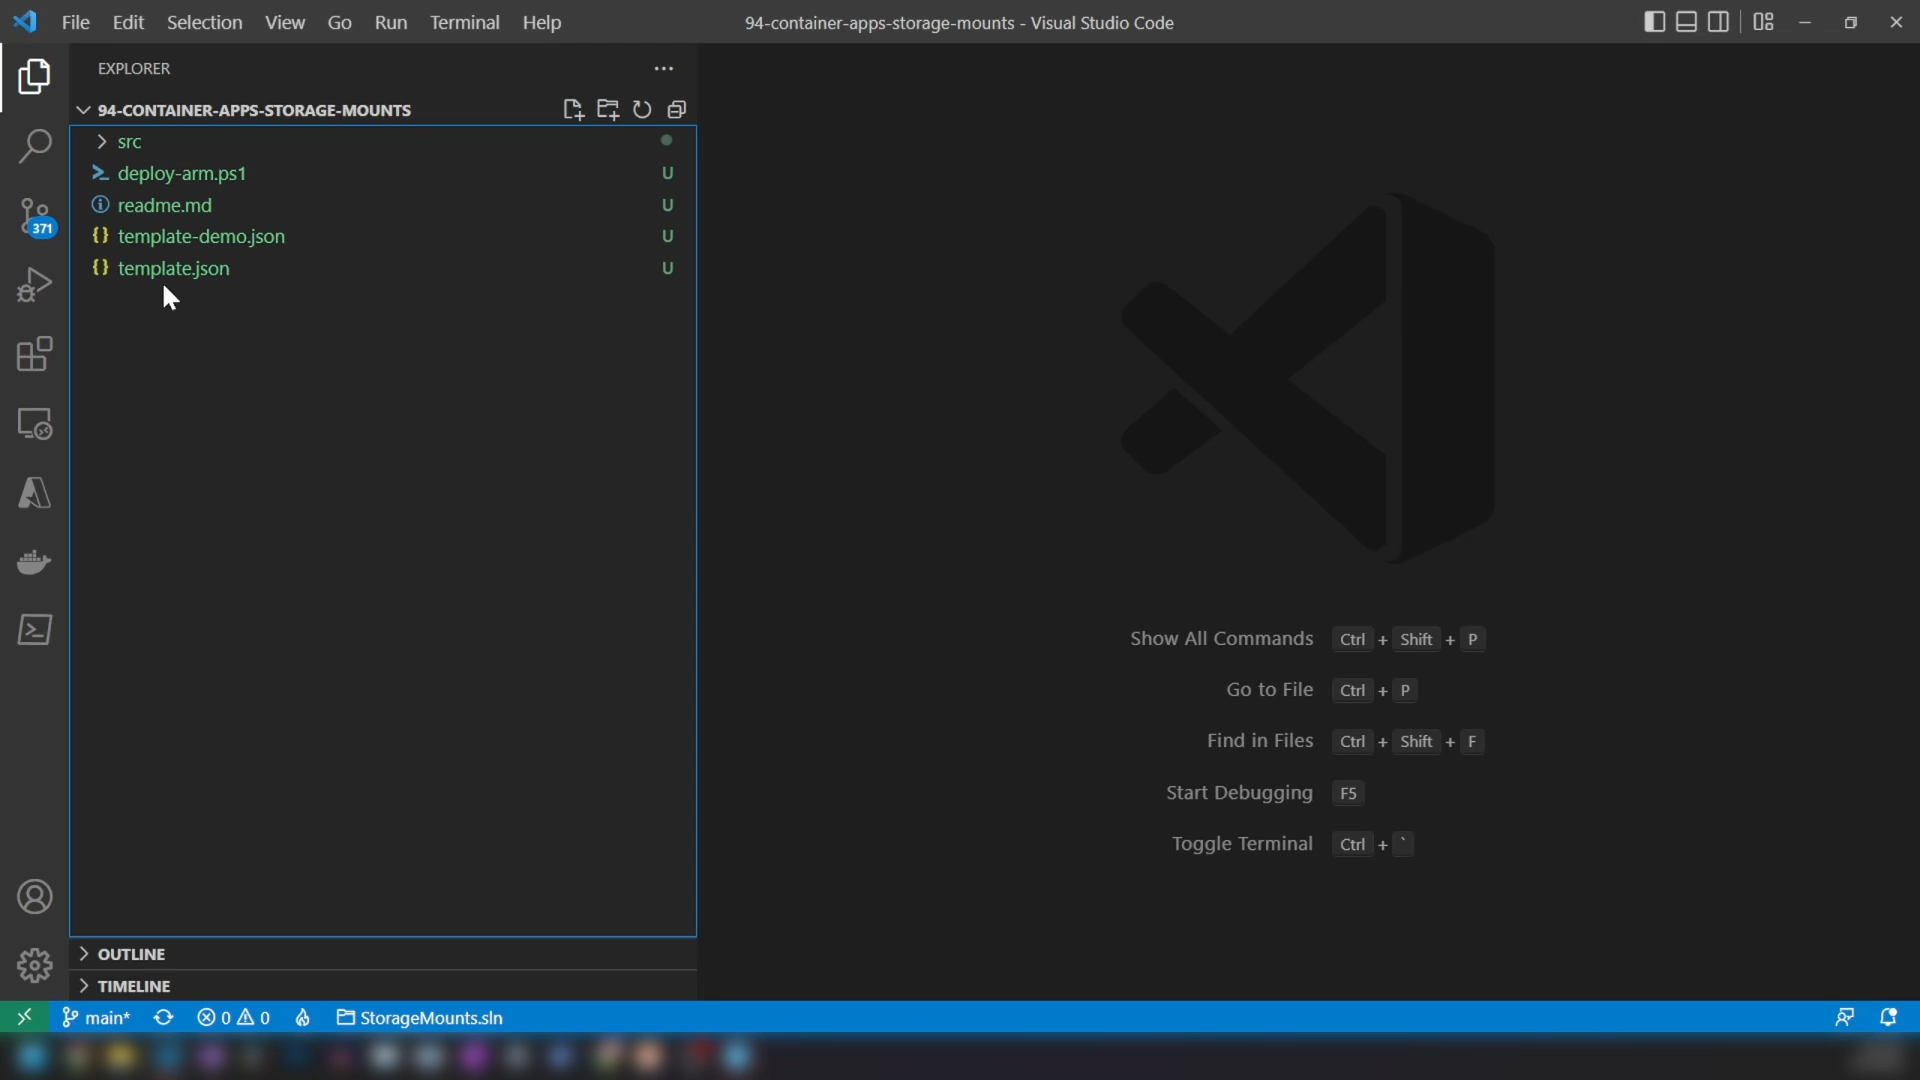 File Edit Selection View Go Run Terminal Help
94-container-apps-storage-mounts - Visual Studio Code
EXPLORER
94-CONTAINER-APPS-STORAGE-MOUNTS
src
deploy-arm.ps1 U
readme.md U
template-demo.json U
template.json U
371
Show All Commands Ctrl + Shift + P
Go to File Ctrl + P
Find in Files Ctrl + Shift + F
Start Debugging F5
Toggle Terminal Ctrl + `
OUTLINE
TIMELINE
main* 0 0 StorageMounts.sln